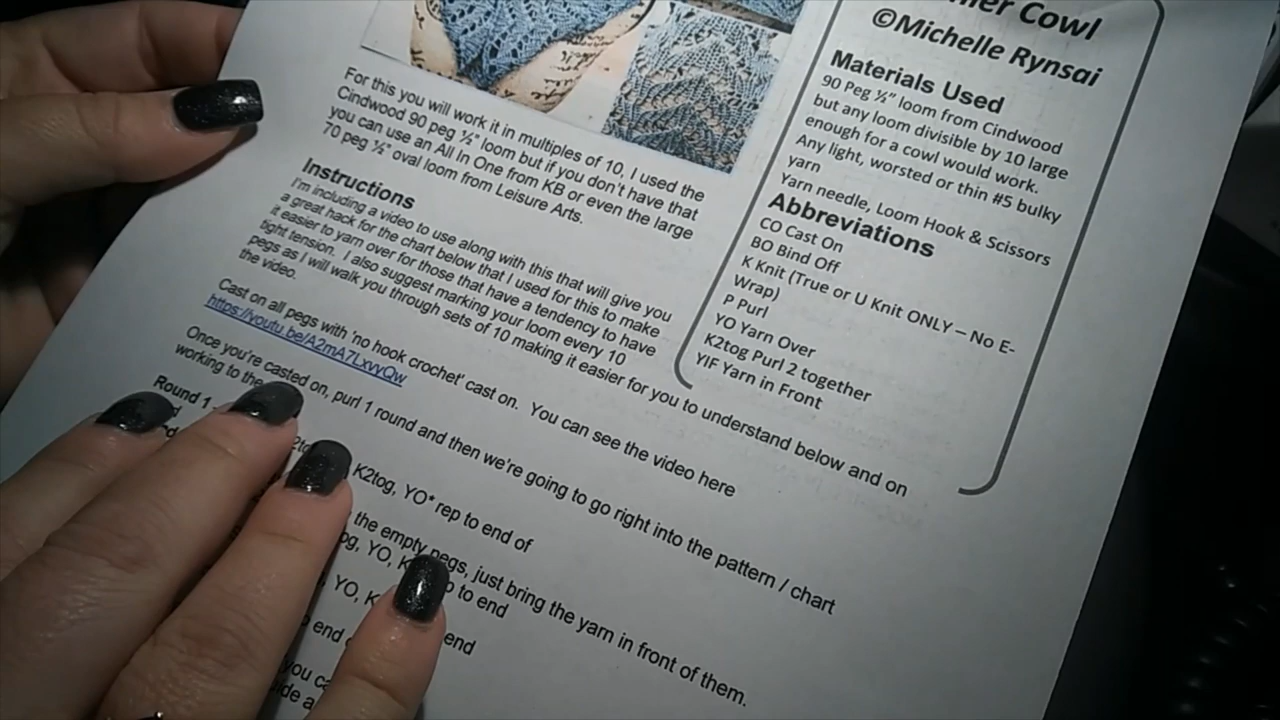 Cowl
©Michelle Rynsai
Materials Used
90 Peg ½" loom from Cindwood
but any loom divisible by 10 large
enough for a cowl would work.
Any light, worsted or thin #5 bulky
yarn
Yarn needle, Loom Hook & Scissors
Abbreviations
CO Cast On
BO Bind Off
K Knit (True or U Knit ONLY – No E-
Wrap)
P Purl
YO Yarn Over
K2tog Purl 2 together
YIF Yarn in Front
For this you will work it in multiples of 10. I used the
Cindwood 90 peg ½" loom but if you don't have that
you can use an All In One from KB or even the large
70 peg ½" oval loom from Leisure Arts.
Instructions
I'm including a video to use along with this that will give you
a great hack for the chart below that I used for this to make
it easier to yarn over for those that have a tendency to have
tight tension. I also suggest marking your loom every 10
pegs as I will walk you through sets of 10 making it easier for you to understand below and on
the video.
Cast on all pegs with 'no hook crochet' cast on. You can see the video here
https://youtu.be/A2mA7LxvyQw
Once you're casted on, purl 1 round and then we're going to go right into the pattern / chart
working to the
Round 1
K2tog, YO* rep to end of
the empty pegs, just bring the yarn in front of them.
YO, to end
YO, end
end
you